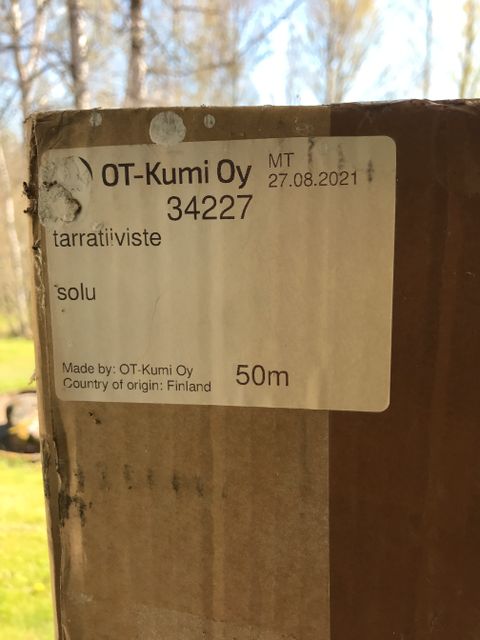 OT-Kumi Oy
MT
27.08.2021
34227
tarratiiviste
solu
Made by: OT-Kumi Oy
Country of origin: Finland
50m